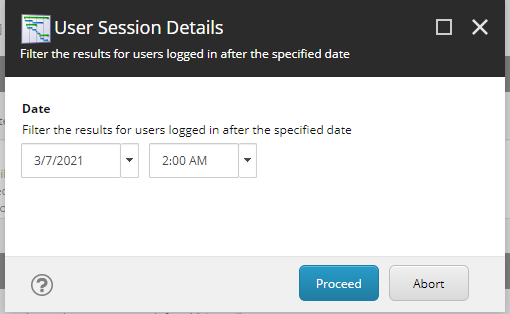 User Session Details
Filter the results for users logged in after the specified date
Date
Filter the results for users logged in after the specified date
3/7/2021 2:00 AM
Proceed Abort